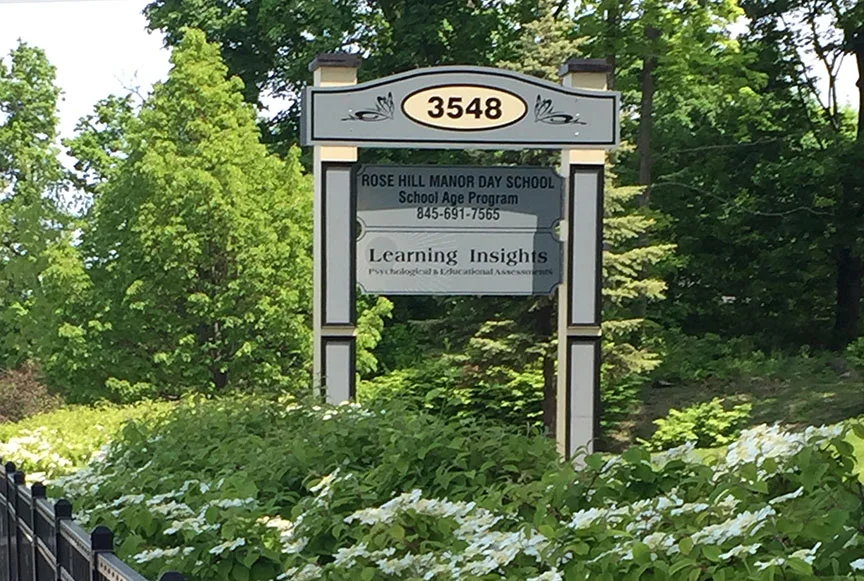 3548
ROSE HILL MANOR DAY SCHOOL
School Age Program
845-691-7565
Learning Insights
Psychological & Educational Assessments